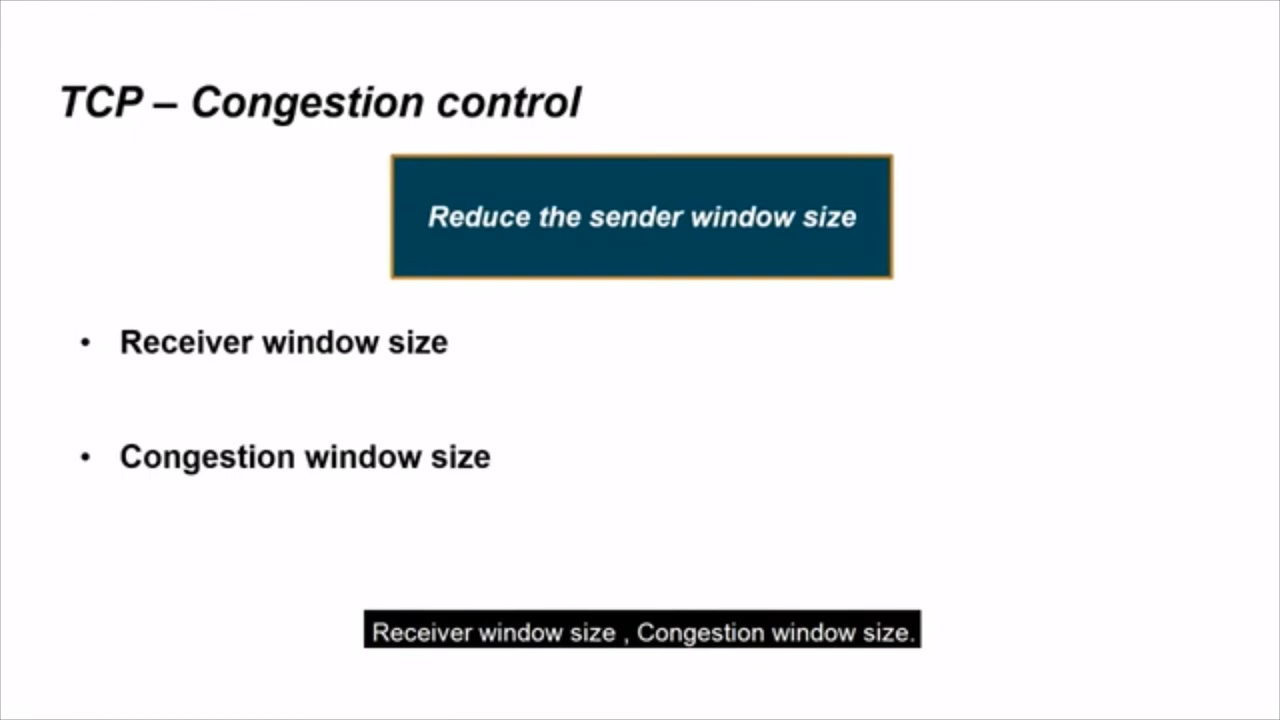 TCP – Congestion control
Reduce the sender window size
• Receiver window size
• Congestion window size
Receiver window size , Congestion window size.